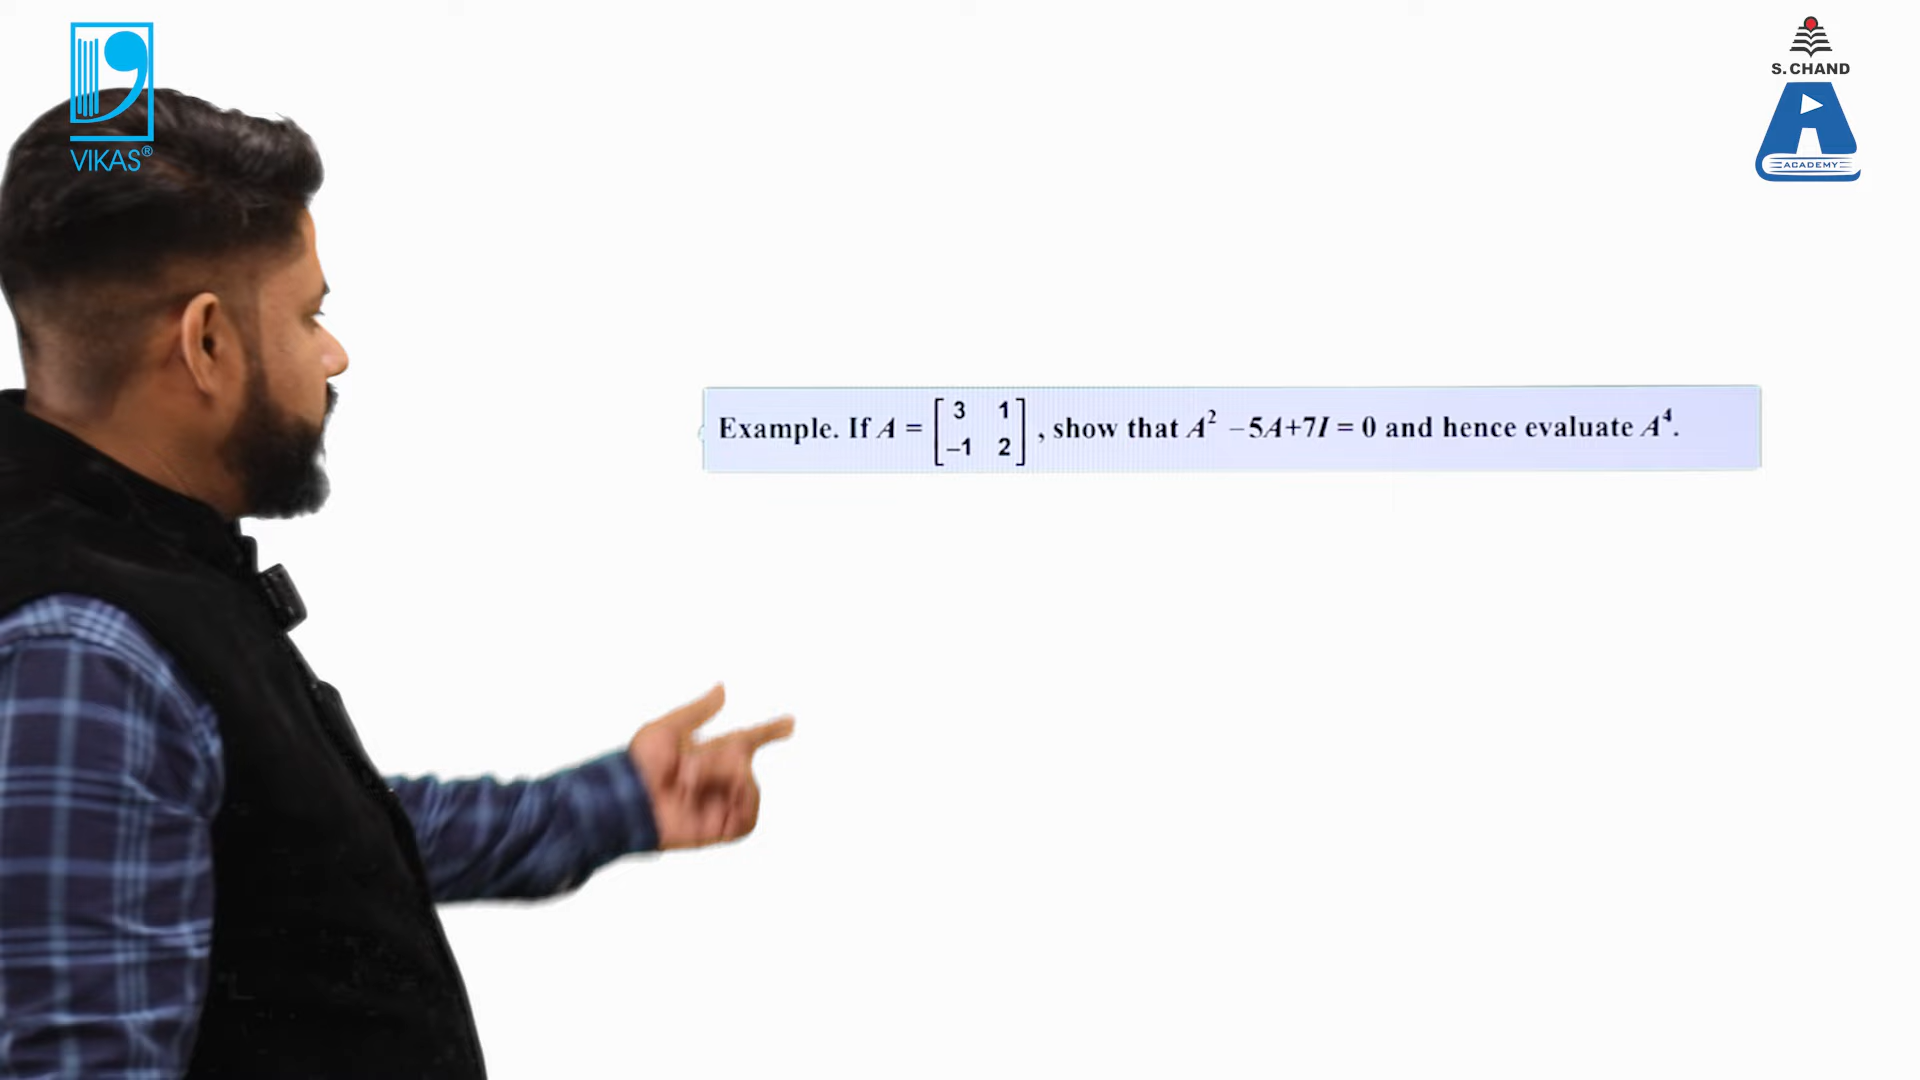 VIKAS®
S. CHAND
ACADEMY
Example. If A = [3 1; –1 2], show that A² – 5A+7I = 0 and hence evaluate A⁴.